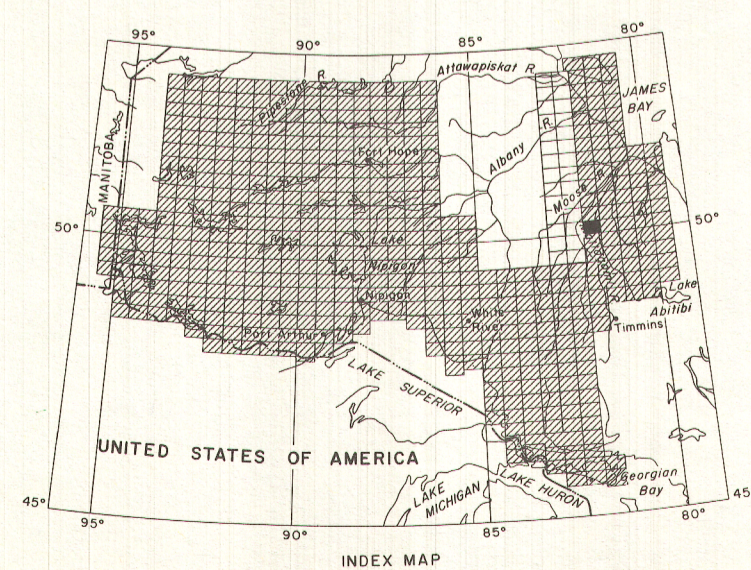 95°
90°
85°
80°
Attawapiskat R.
Pipestone R.
JAMES
BAY
MANITOBA
Fort Hope
Albany
R.
Moose R.
50°
50°
Lake
Nipigon
Nipigon
Lake
Abitibi
White
River
Timmins
Port Arthur
LAKE SUPERIOR
UNITED STATES OF AMERICA
LAKE
MICHIGAN
LAKE HURON
Georgian
Bay
45°
45
95°
90°
85°
80°
INDEX MAP